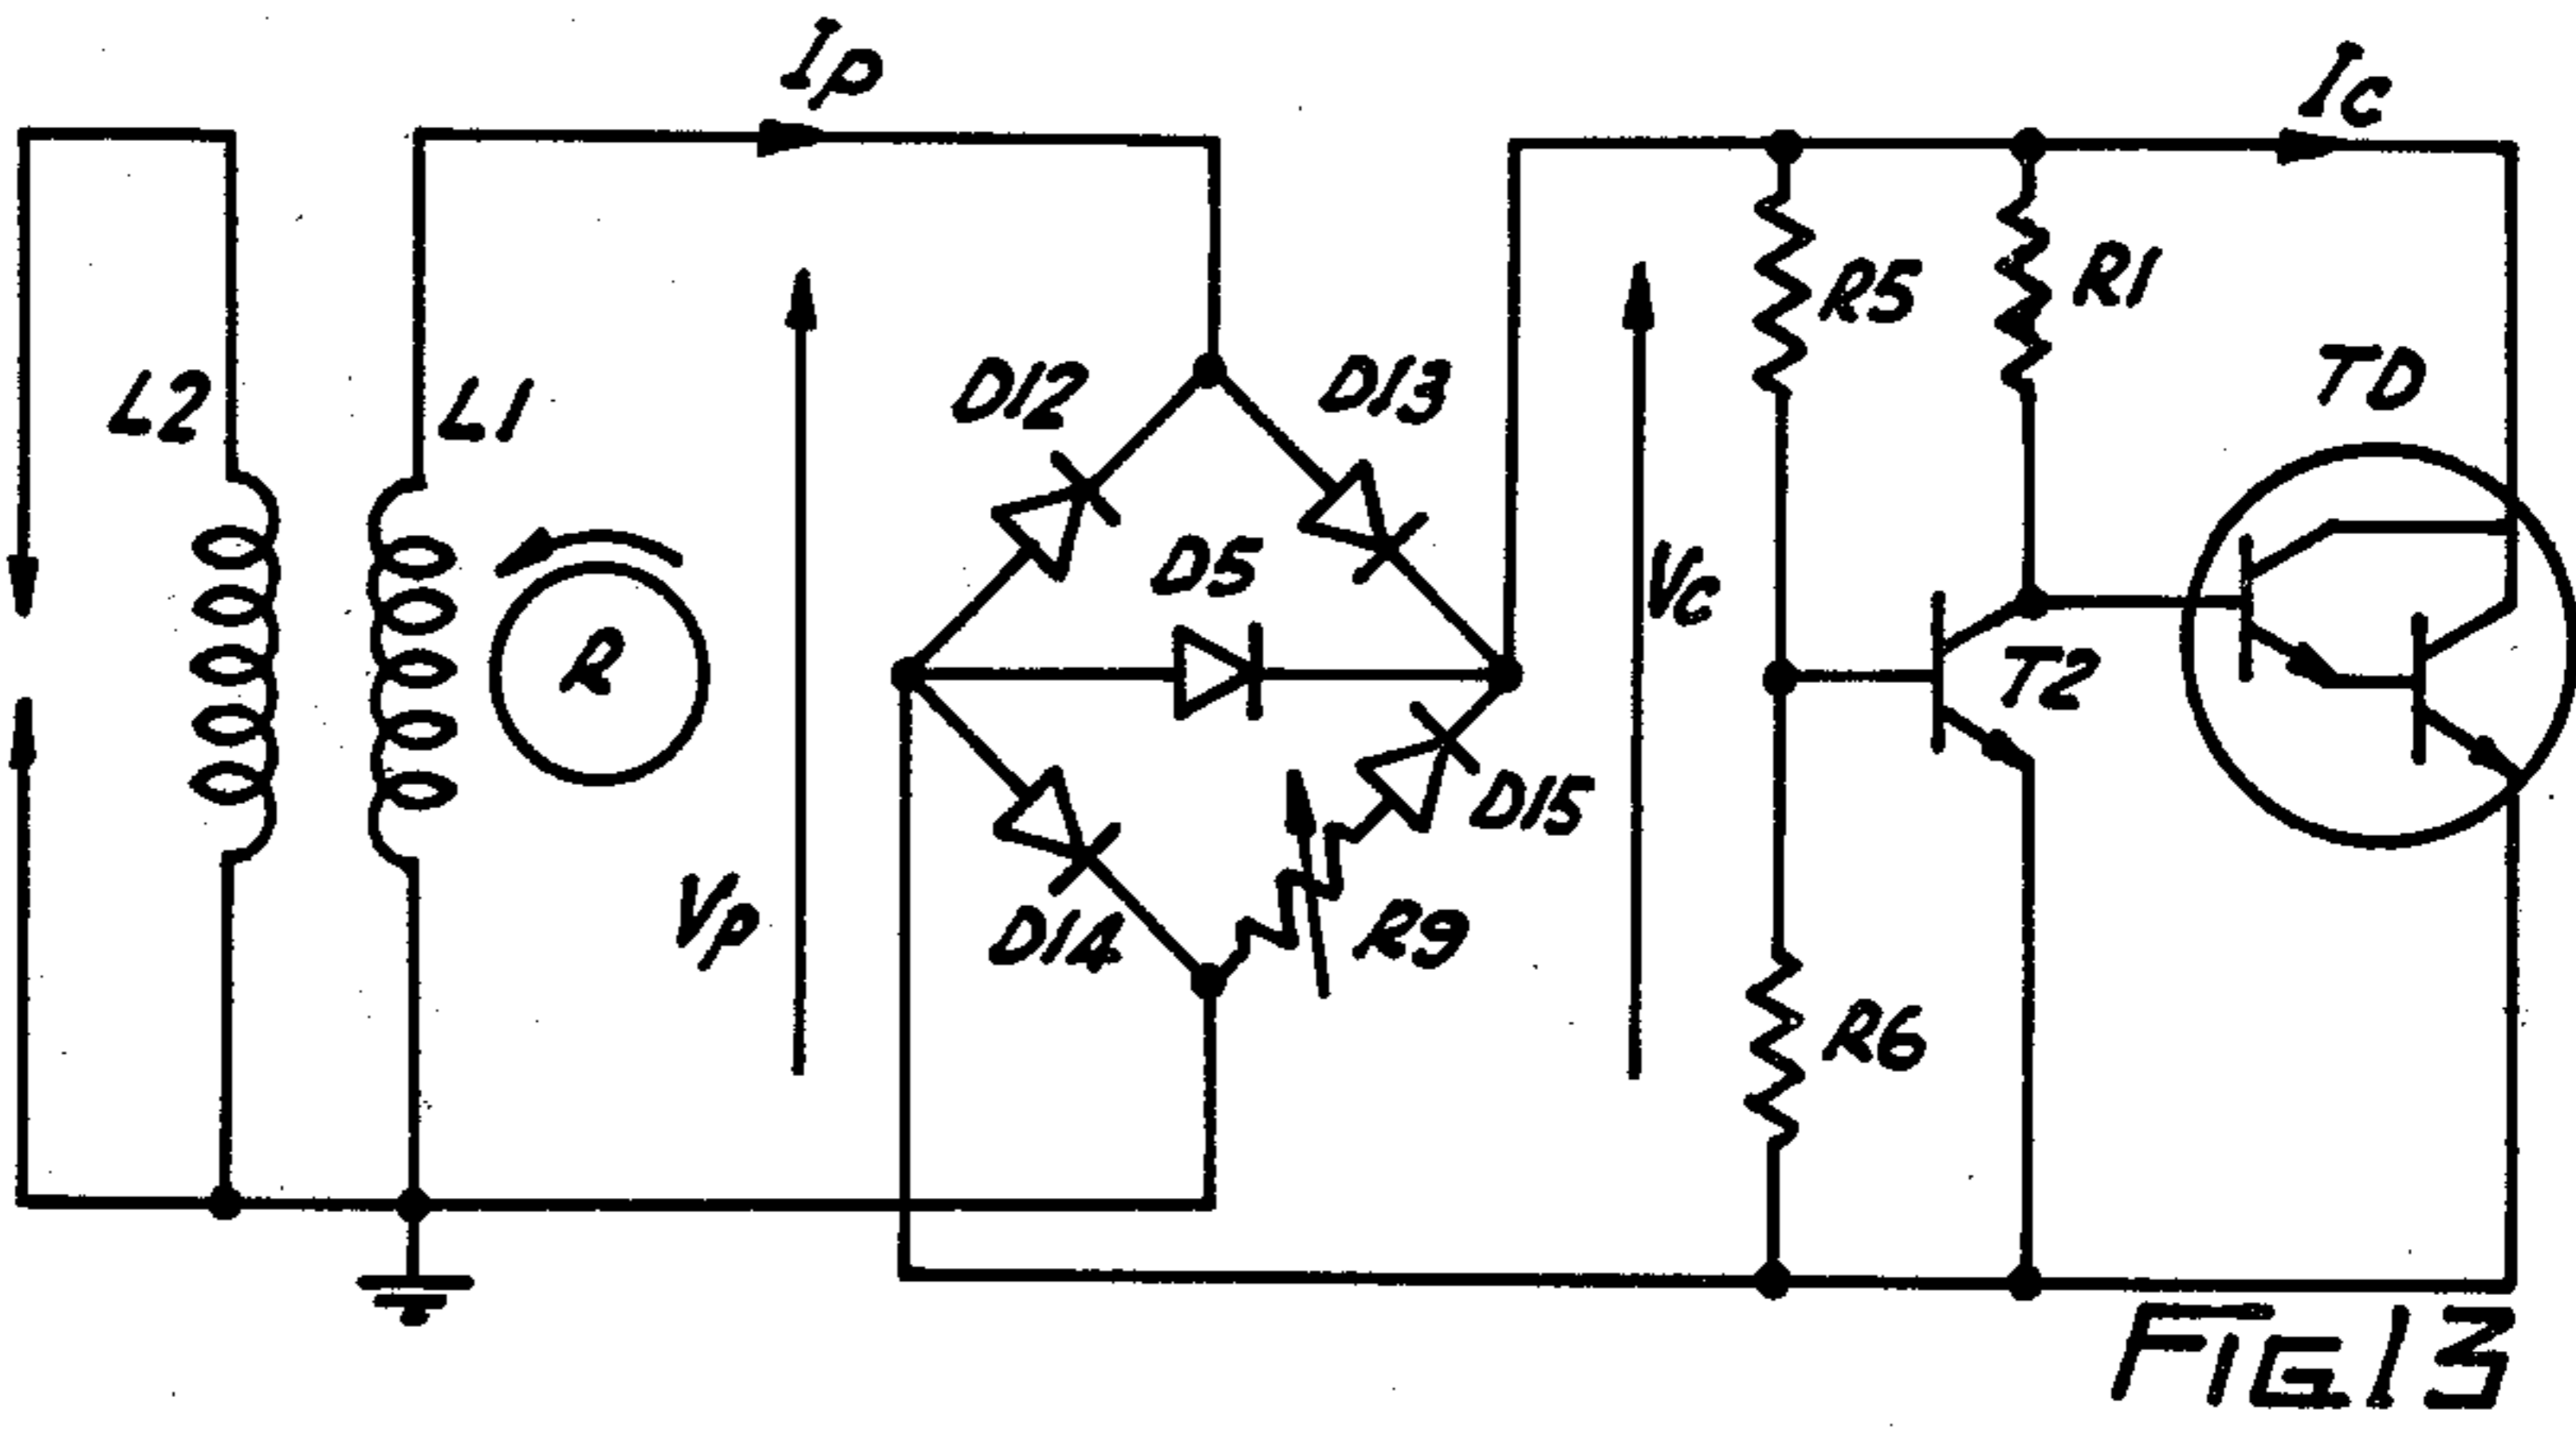 Ip
Ic
L2
L1
R
Vp
D12
D13
D5
D14
D15
R9
Vc
R5
R1
T2
TD
R6
FIG.13